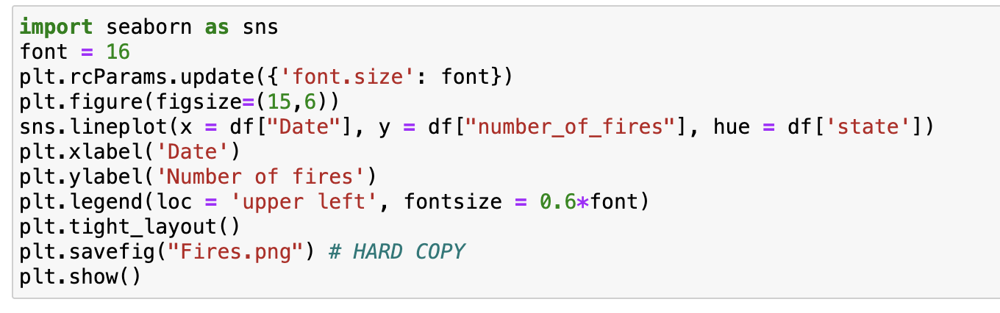 import seaborn as sns
font = 16
plt.rcParams.update({'font.size': font})
plt.figure(figsize=(15,6))
sns.lineplot(x = df["Date"], y = df["number_of_fires"], hue = df['state'])
plt.xlabel('Date')
plt.ylabel('Number of fires')
plt.legend(loc = 'upper left', fontsize = 0.6*font)
plt.tight_layout()
plt.savefig("Fires.png") # HARD COPY
plt.show()